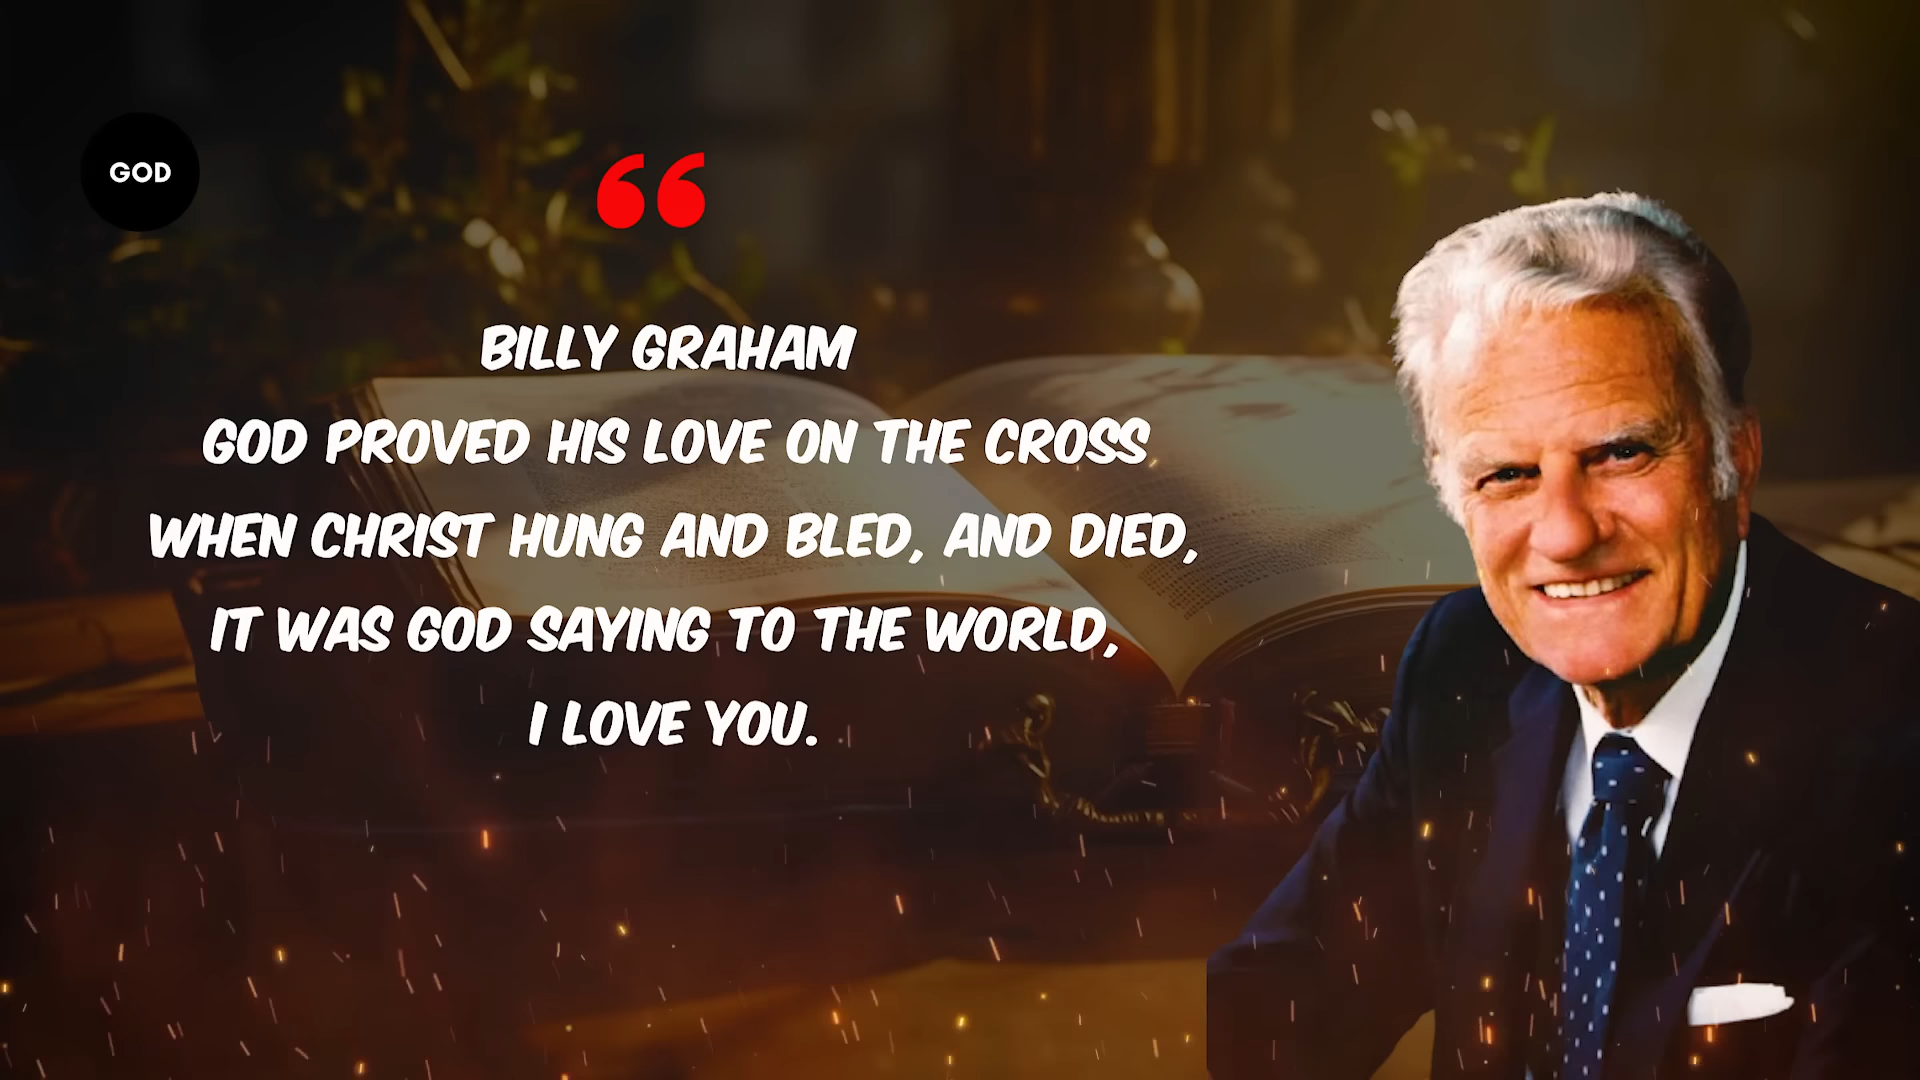 GOD
“
BILLY GRAHAM
GOD PROVED HIS LOVE ON THE CROSS
WHEN CHRIST HUNG AND BLED, AND DIED,
IT WAS GOD SAYING TO THE WORLD,
I LOVE YOU.